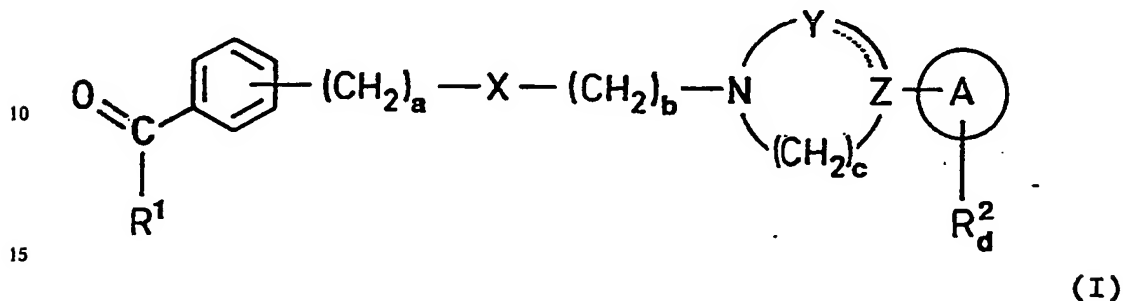 Y
O
C
(CH₂)ₐ — X — (CH₂)b — N
Z — A
10
(CH₂)c
R¹
R²d
15
(I)